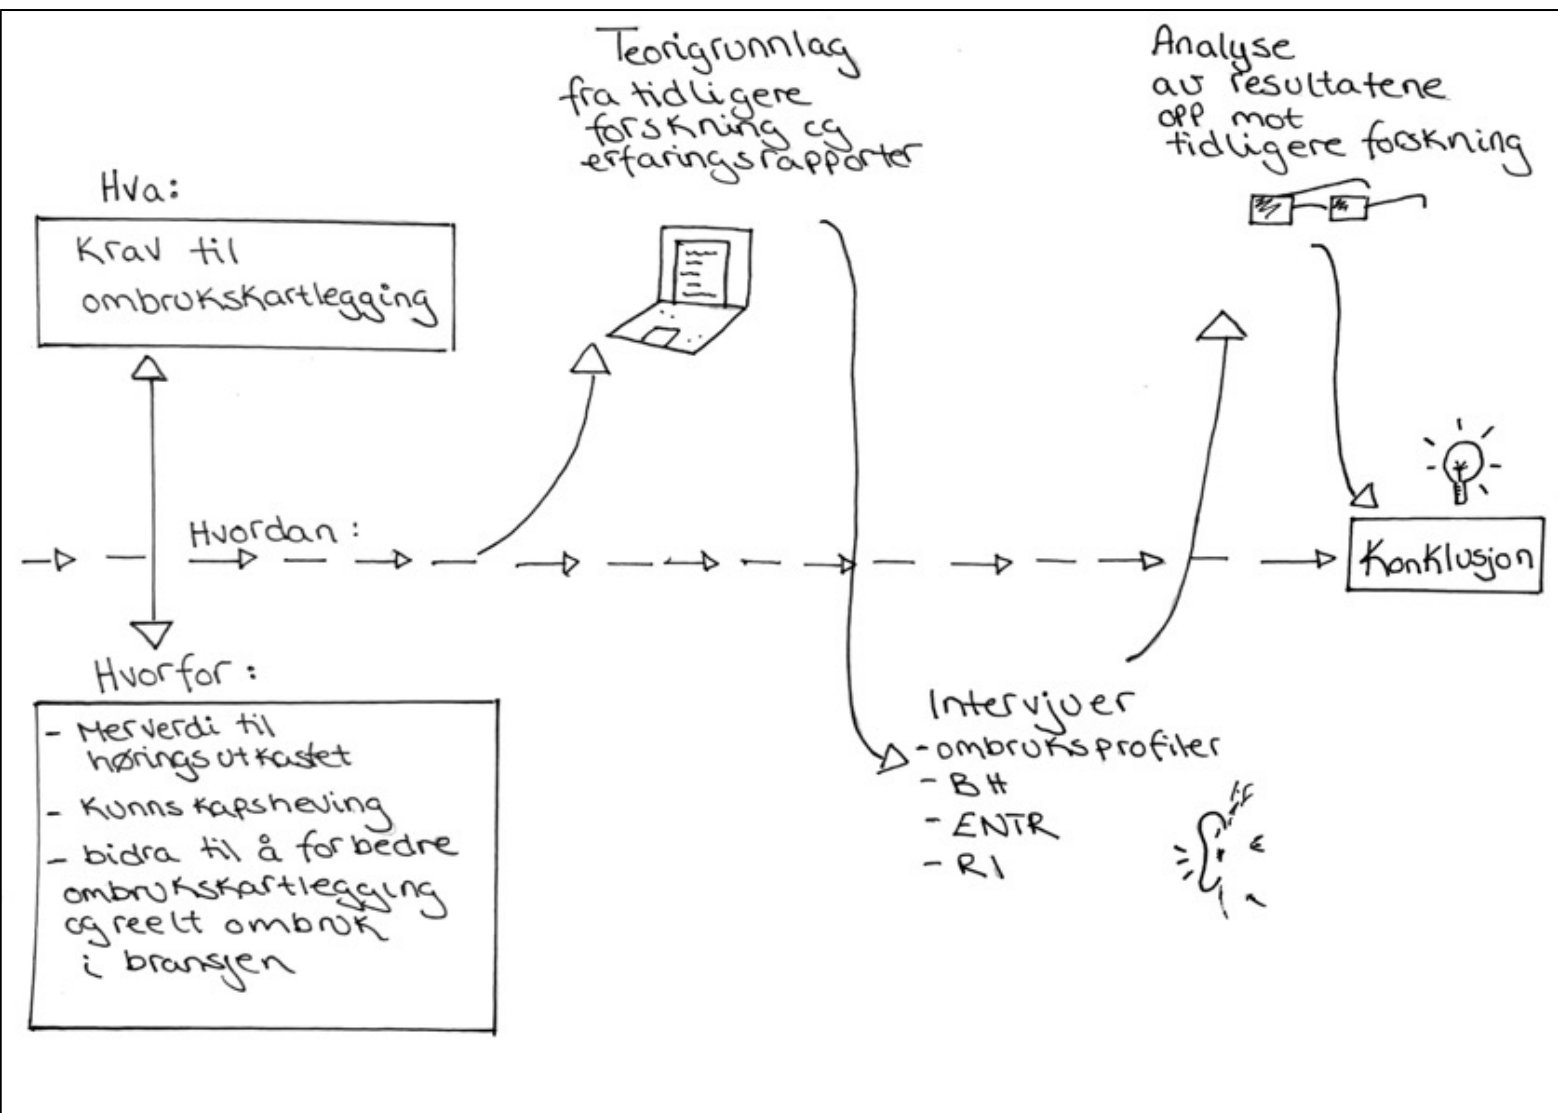 Hva:
Krav til
ombrukskartlegging
Hvordan:
Hvorfor:
- Merverdi til
høringsutkastet
- Kunnskapsheving
- bidra til å forbedre
ombrukskartlegging
og reelt ombruk
i bransjen
Teorigrunnlag
fra tidligere
forskning og
erfaringsrapporter
Intervjuer
- ombruksprofiler
- BH
- ENTR
- RI
Analyse
av resultatene
opp mot
tidligere forskning
Konklusjon